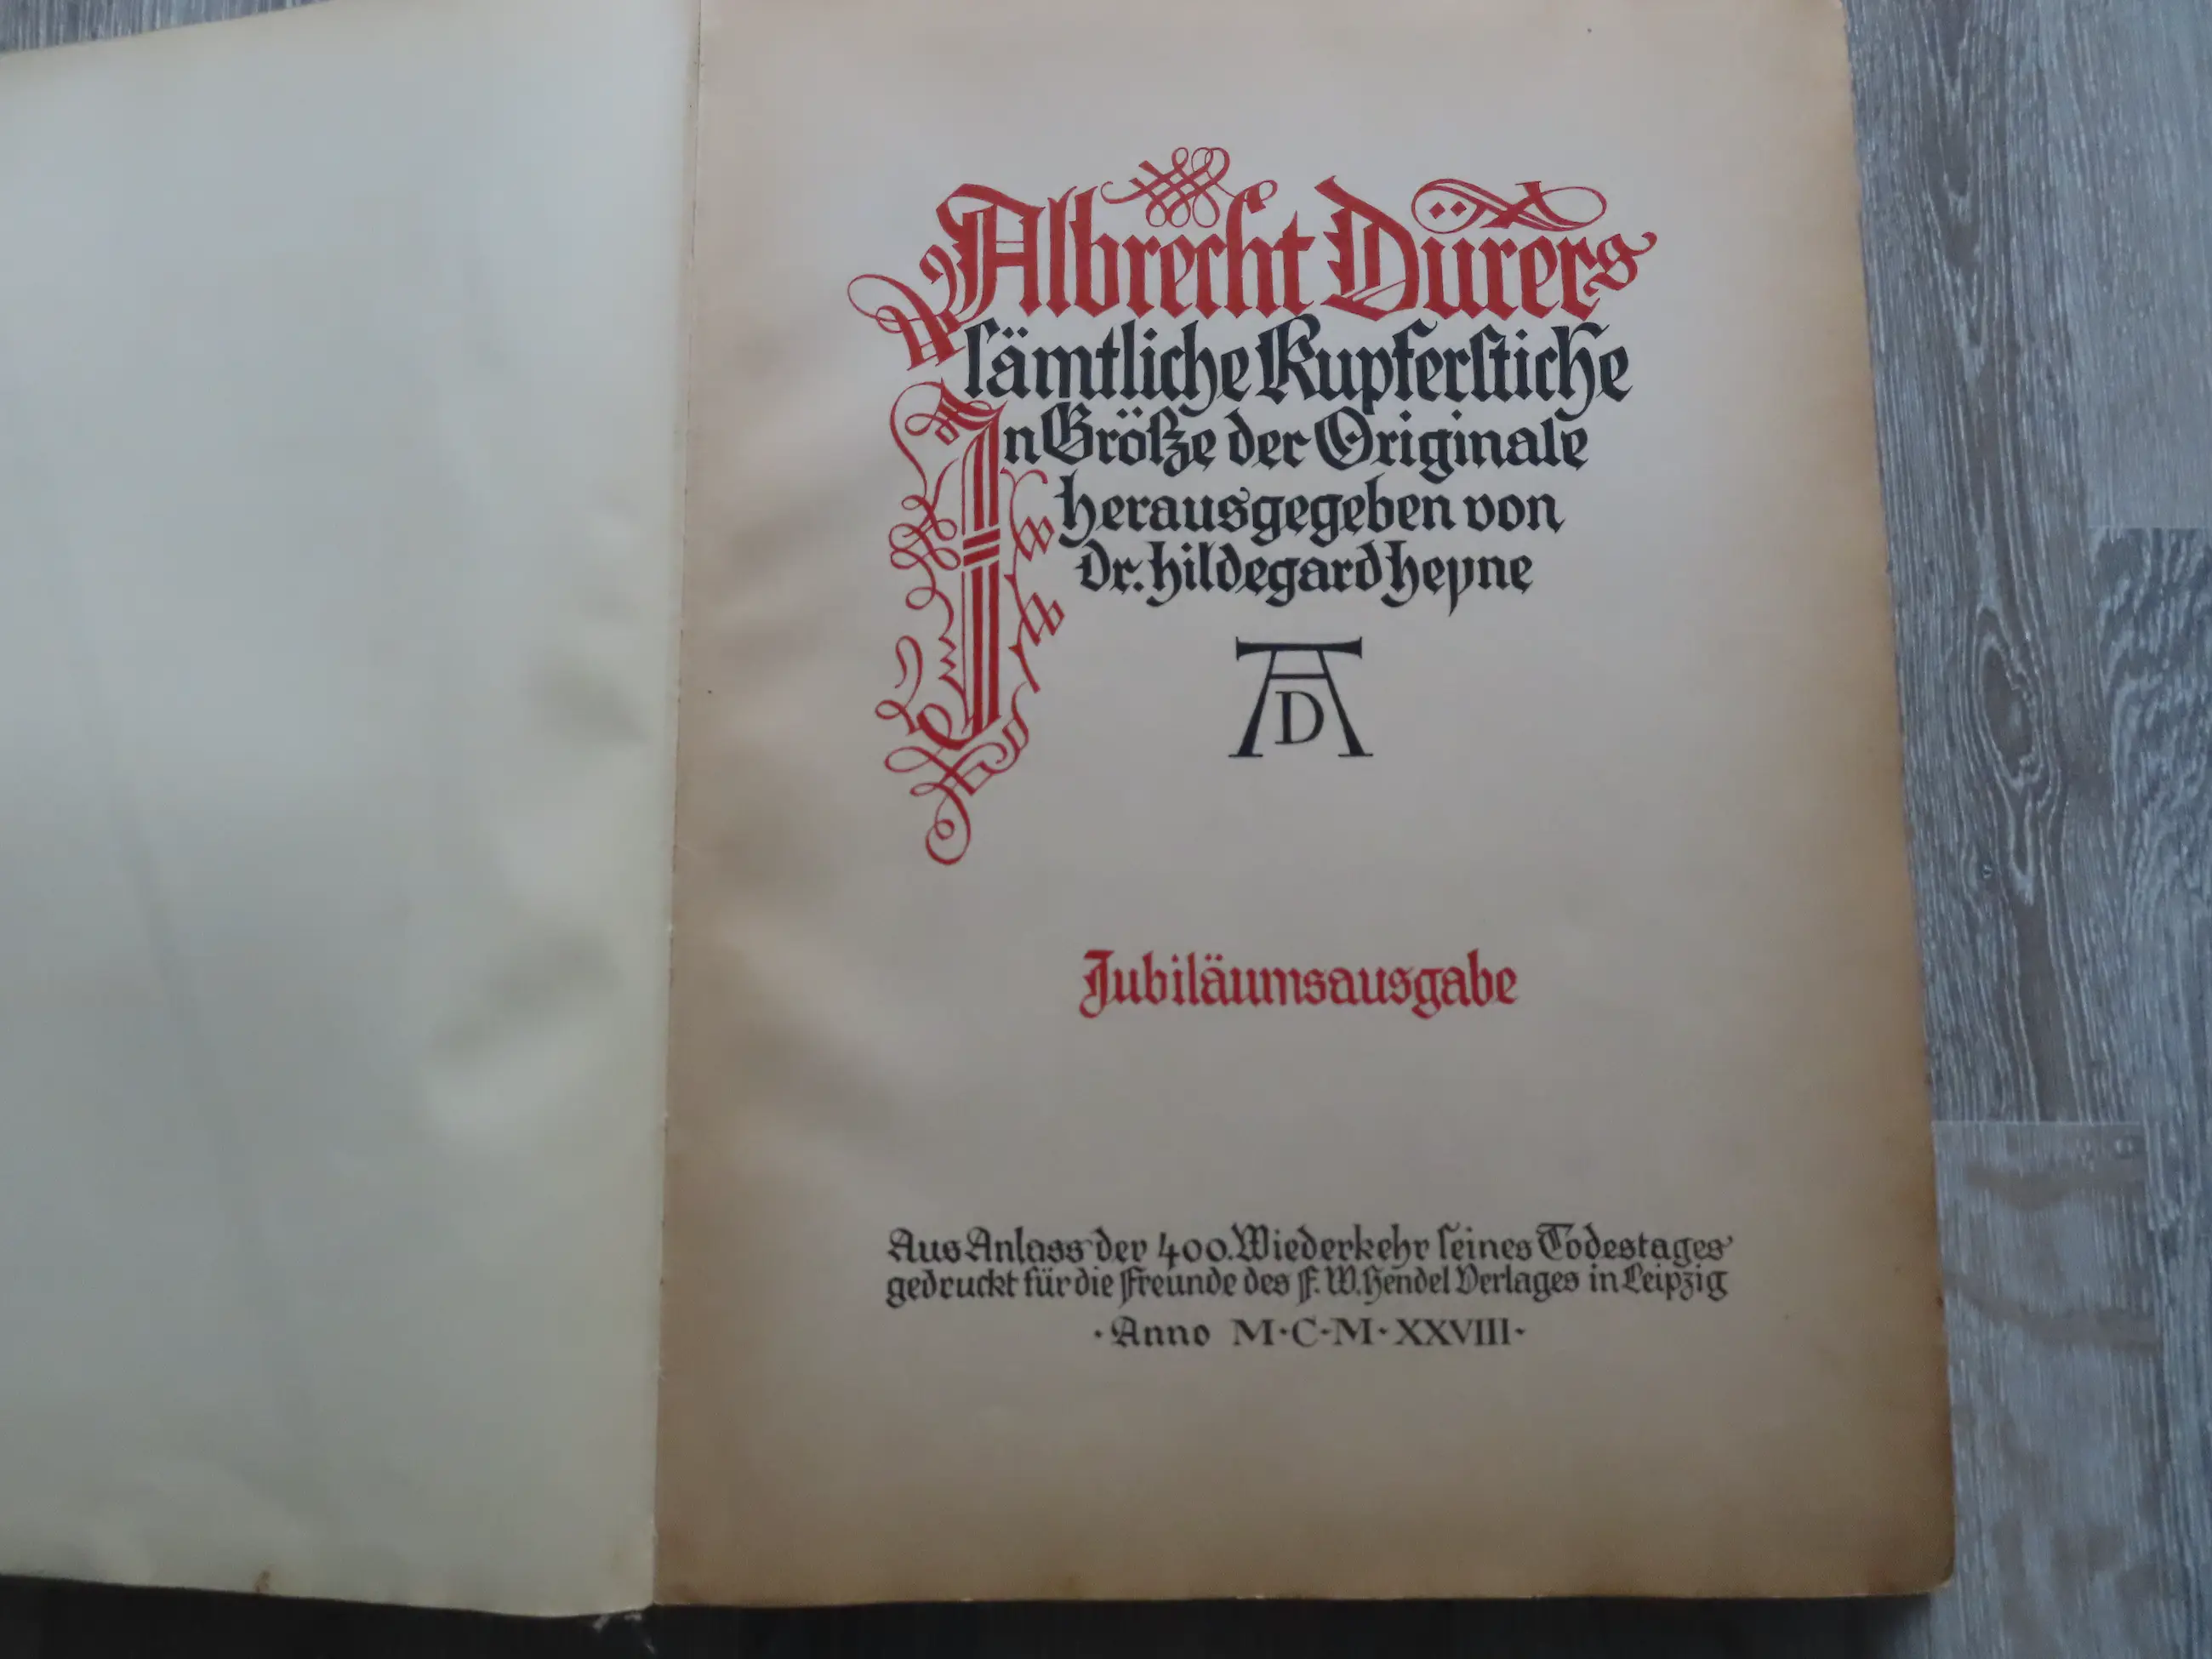 Albrecht Dürers
sämtliche Kupferstiche
In Größe der Originale
herausgegeben von
Dr. Hildegard Heyne
AD
Jubiläumsausgabe
Aus Anlass der 400. Wiederkehr seines Todestages
gedruckt für die Freunde des F. W. Hendel Verlages in Leipzig
· Anno M·C·M·XXVIII·